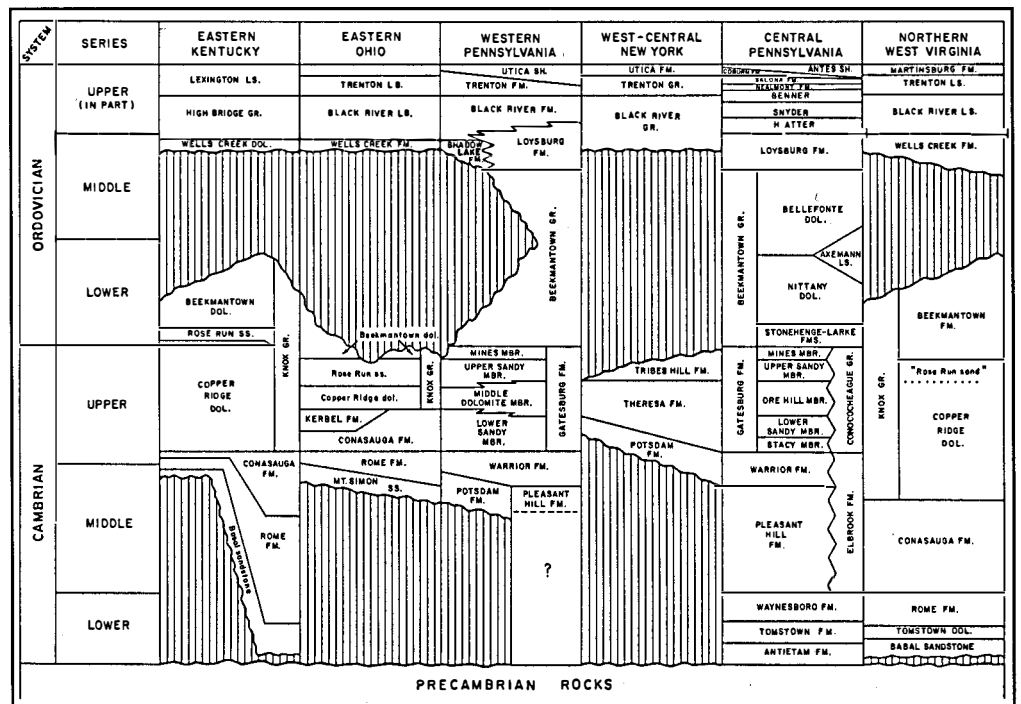 SYSTEM
SERIES
EASTERN
KENTUCKY
EASTERN
OHIO
WESTERN
PENNSYLVANIA
WEST-CENTRAL
NEW YORK
CENTRAL
PENNSYLVANIA
NORTHERN
WEST VIRGINIA
ORDOVICIAN
CAMBRIAN
UPPER
(IN PART)
MIDDLE
LOWER
UPPER
MIDDLE
LOWER
LEXINGTON LS.
HIGH BRIDGE GR.
WELLS CREEK DOL.
BEEKMANTOWN
DOL.
ROSE RUN SS.
KNOX GR.
COPPER
RIDGE
DOL.
CONASAUGA
FM.
ROME
FM.
Basal sandstone
TRENTON LS.
BLACK RIVER LS.
WELLS CREEK FM.
Beekmantown dol.
Rose Run ss.
Copper Ridge dol.
KNOX GR.
KERBEL FM.
CONASAUGA FM.
ROME FM.
MT. SIMON
SS.
UTICA SH.
TRENTON FM.
BLACK RIVER FM.
SHADOW
LAKE
FM.
LOYSBURG
FM.
BEEKMANTOWN GR.
MINES MBR.
UPPER SANDY
MBR.
MIDDLE
DOLOMITE MBR.
LOWER
SANDY
MBR.
GATESBURG FM.
WARRIOR FM.
POTSDAM
FM.
PLEASANT
HILL FM.
?
UTICA FM.
TRENTON GR.
BLACK RIVER
GR.
TRIBES HILL FM.
THERESA FM.
POTSDAM
FM.
COBURN FM.
ANTES SH.
SALONA FM.
NEALMONT FM.
BENNER
SNYDER
HATTER
LOYSBURG FM.
BEEKMANTOWN GR.
BELLEFONTE
DOL.
AXEMANN
LS.
NITTANY
DOL.
STONEHENGE-LARKE
FMS.
GATESBURG FM.
MINES MBR.
UPPER SANDY
MBR.
ORE HILL MBR.
LOWER
SANDY MBR.
STACY MBR.
CONOCOCHEAGUE GR.
WARRIOR FM.
PLEASANT
HILL
FM.
ELBROOK FM.
WAYNESBORO FM.
TOMSTOWN FM.
ANTIETAM FM.
MARTINSBURG FM.
TRENTON LS.
BLACK RIVER LS.
WELLS CREEK FM.
KNOX GR.
BEEKMANTOWN
FM.
"Rose Run sand"
COPPER
RIDGE
DOL.
CONASAUGA FM.
ROME FM.
TOMSTOWN DOL.
BASAL SANDSTONE
PRECAMBRIAN ROCKS